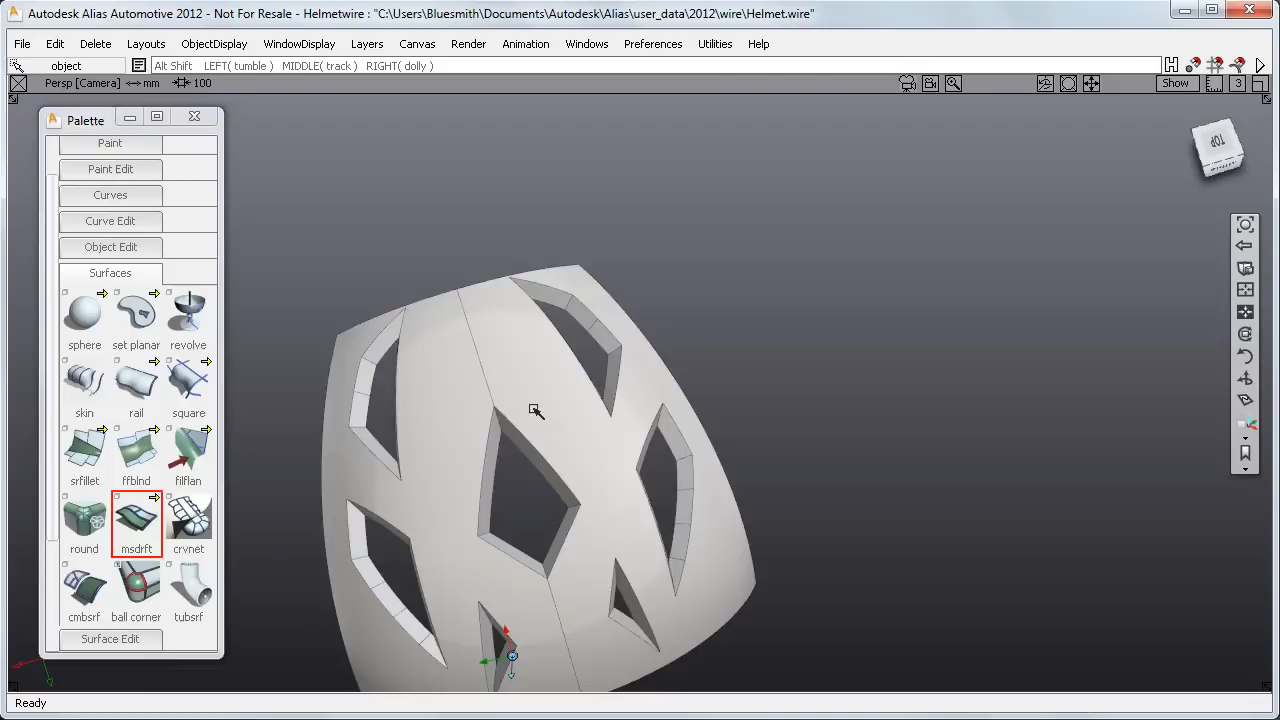 Autodesk Alias Automotive 2012 - Not For Resale - Helmetwire : "C:\Users\Bluesmith\Documents\Autodesk\Alias\user_data\2012\wire\Helmet.wire"
File Edit Delete Layouts ObjectDisplay WindowDisplay Layers Canvas Render Animation Windows Preferences Utilities Help
object Alt Shift LEFT( tumble ) MIDDLE( track ) RIGHT( dolly )
Persp [Camera] mm 100 Show 3
Palette
Paint
Paint Edit
Curves
Curve Edit
Object Edit
Surfaces
sphere set planar revolve
skin rail square
srfillet ffblnd filflan
round msdrft crvnet
cmbsrf ball corner tubsrf
Surface Edit
TOP
Ready